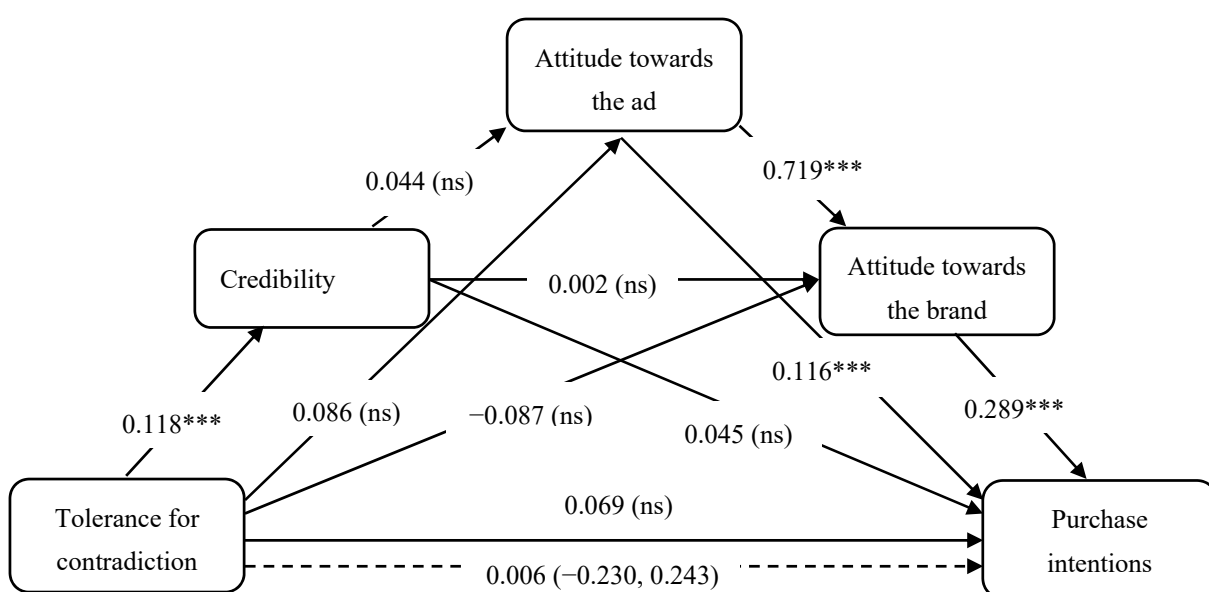 Attitude towards
the ad
0.044 (ns)
0.719***
Credibility
0.002 (ns)
Attitude towards
the brand
0.118***
0.086 (ns)
−0.087 (ns)
0.045 (ns)
0.116***
0.289***
Tolerance for
contradiction
0.069 (ns)
0.006 (−0.230, 0.243)
Purchase
intentions